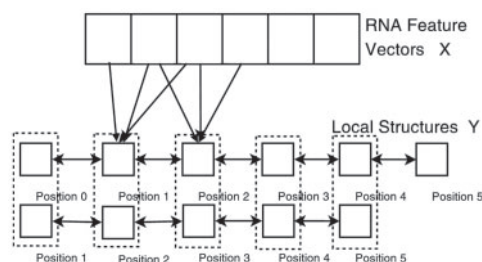 RNA Feature
Vectors X
Local Structures Y
Position 0 Position 1 Position 2 Position 3 Position 4 Position 5
Position 1 Position 2 Position 3 Position 4 Position 5